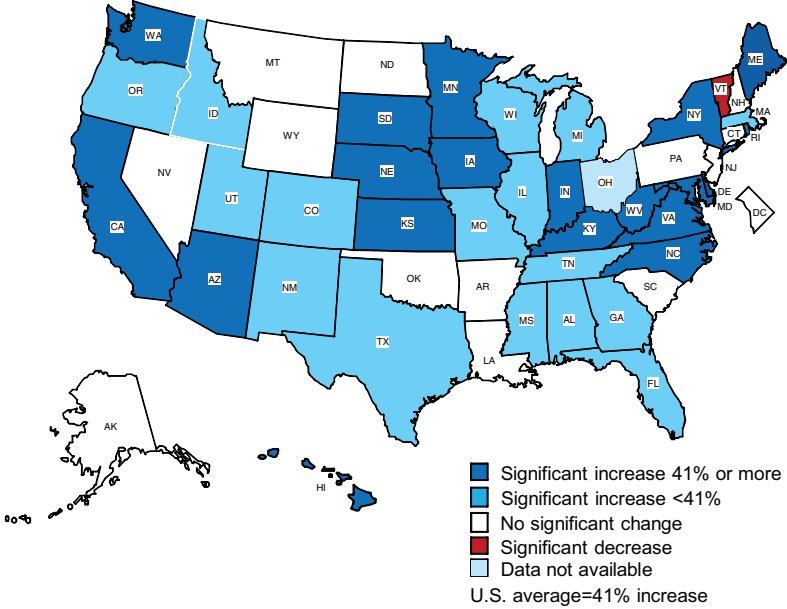 WA
ME
MT
ND
VT
MN
OR
NH
MA
ID
WI
NY
SD
MI
CT
RI
WY
PA
IA
NJ
NE
OH
NV
IN
DE
UT
IL
MD
CO
WV
DC
VA
CA
KS
MO
KY
NC
TN
AZ
OK
NM
AR
SC
MS
AL
GA
TX
LA
FL
AK
HI
Significant increase 41% or more
Significant increase <41%
No significant change
Significant decrease
Data not available
U.S. average=41% increase